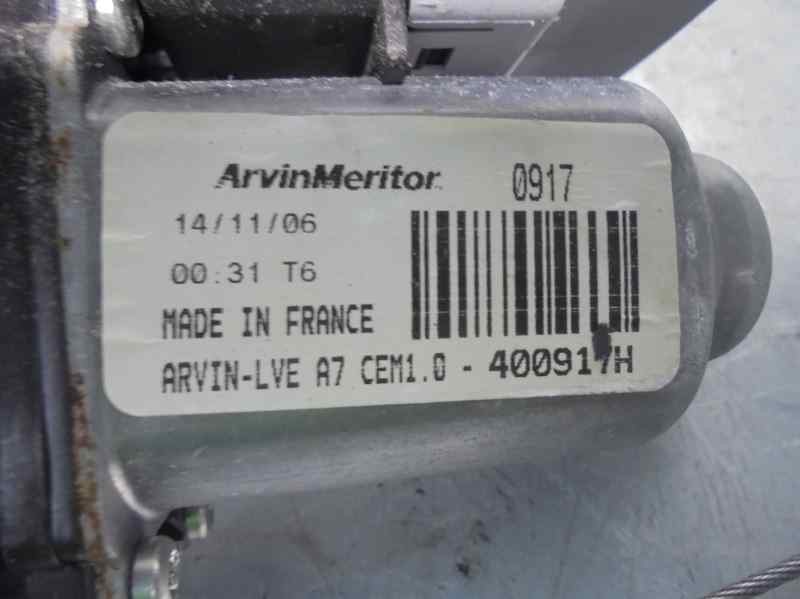 ArvinMeritor 0917
14/11/06
00:31 T6
MADE IN FRANCE
ARVIN-LVE A7 CEM1.0 - 400917H